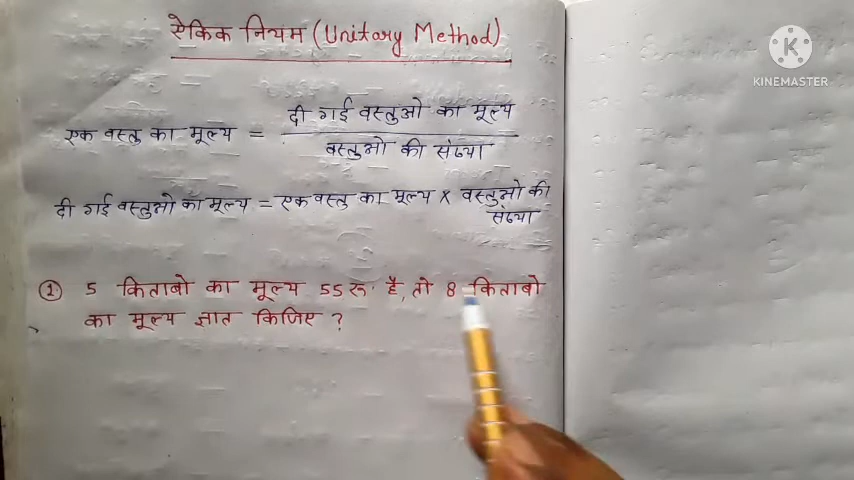 ऐकिक नियम (Unitary Method)
एक वस्तु का मूल्य = दी गई वस्तुओ का मूल्य
वस्तुओ की संख्या
दी गई वस्तुओ का मूल्य = एक वस्तु का मूल्य x वस्तुओ की
संख्या
① 5 किताबो का मूल्य 55 रू. है, तो 8 किताबो
का मूल्य ज्ञात किजिए ?
KINEMASTER